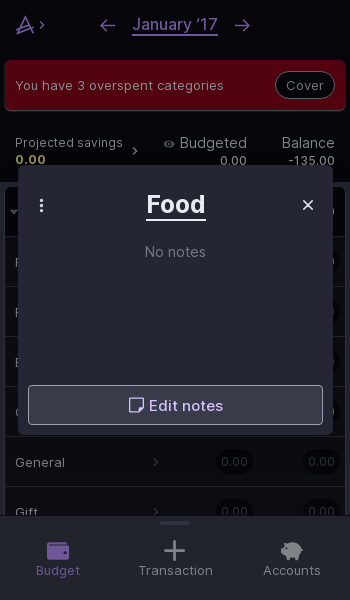 January ‘17
You have 3 overspent categories
Cover
Projected savings
Budgeted
Balance
0.00
0.00
-135.00
Food
No notes
Edit notes
General
0.00
0.00
Gift
0.00
0.00
Budget
Transaction
Accounts